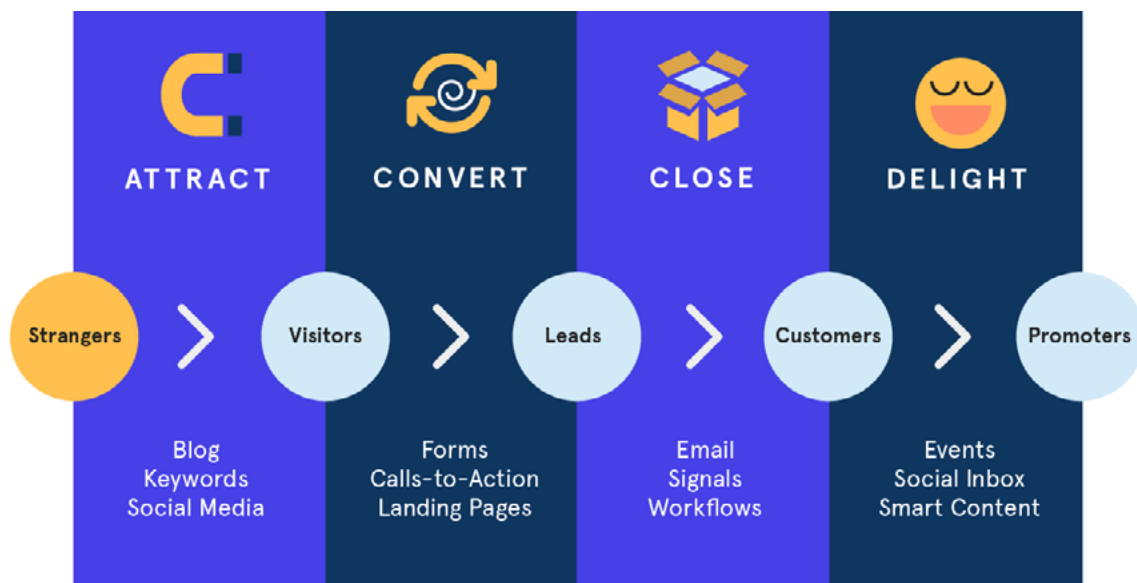 ATTRACT
CONVERT
CLOSE
DELIGHT
Strangers
Visitors
Leads
Customers
Promoters
Blog
Keywords
Social Media
Forms
Calls-to-Action
Landing Pages
Email
Signals
Workflows
Events
Social Inbox
Smart Content